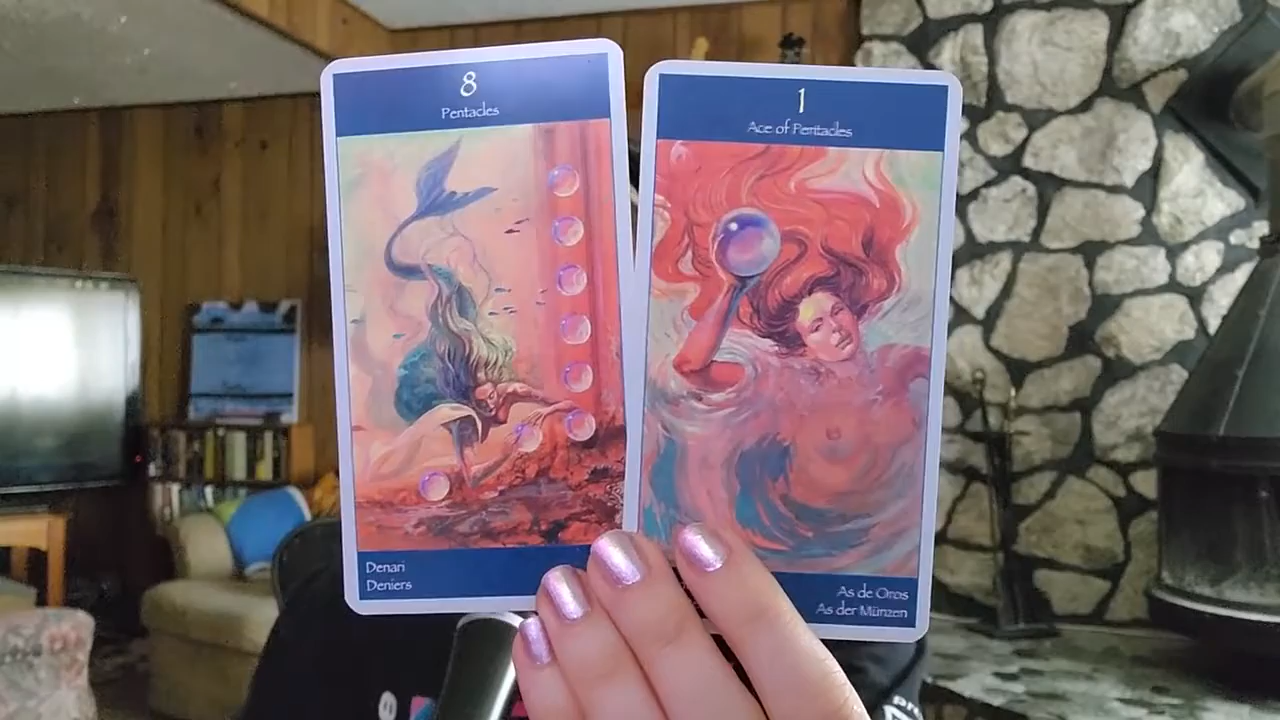 8
Pentacles
Denari
Deniers
1
Ace of Pentacles
As de Oros
As der Münzen